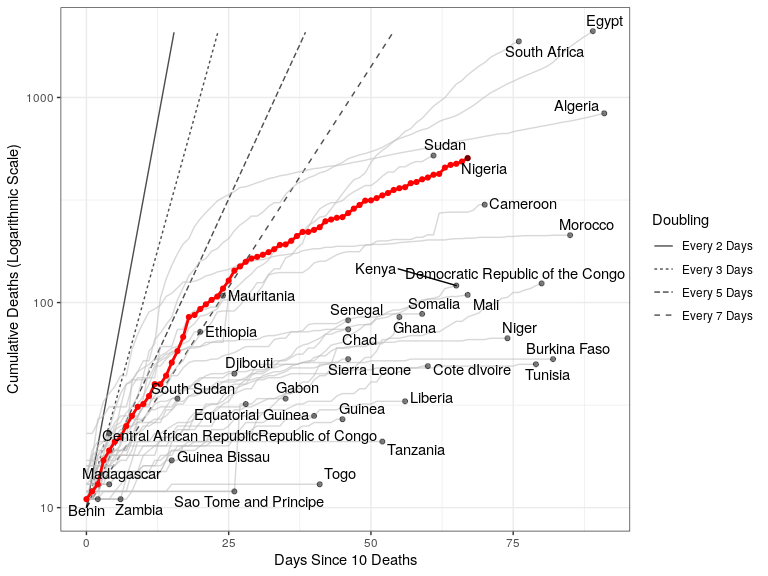 Egypt
South Africa
1000
Algeria
Sudan
Nigeria
Cameroon
Morocco
Kenya
Democratic Republic of the Congo
100
Mauritania
Senegal
Somalia
Mali
Ethiopia
Chad
Ghana
Niger
Burkina Faso
Djibouti
Sierra Leone
Cote dIvoire
Tunisia
South Sudan
Gabon
Liberia
Equatorial Guinea
Guinea
Central African Republic
Republic of Congo
Tanzania
Guinea Bissau
Madagascar
Togo
Sao Tome and Principe
10
Benin
Zambia
0
25
50
75
Days Since 10 Deaths
Cumulative Deaths (Logarithmic Scale)
Doubling
Every 2 Days
Every 3 Days
Every 5 Days
Every 7 Days